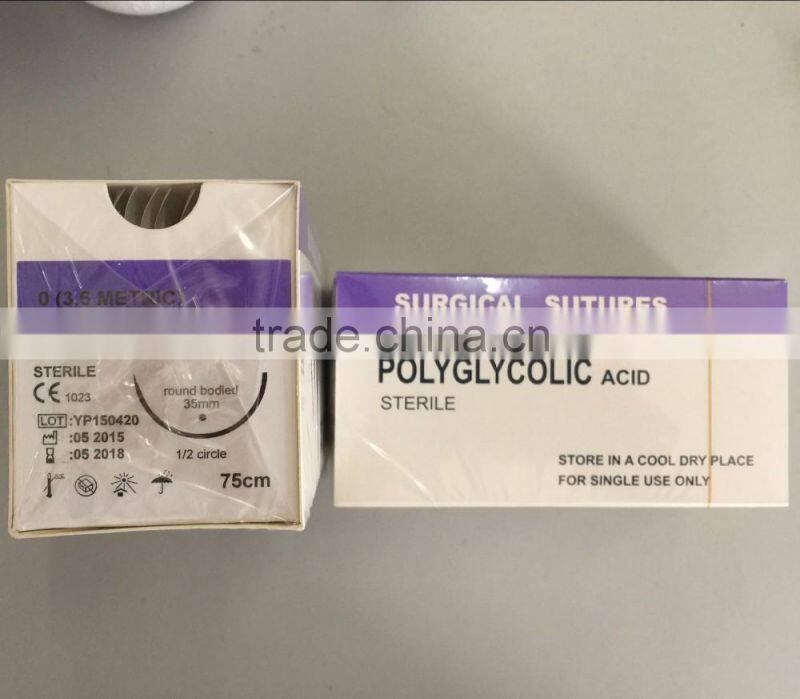 0 (3,5 METRIC)
STERILE
CE 1023
LOT :YP150420
:05 2015
:05 2018
round bodied
35mm
1/2 circle
75cm
SURGICAL SUTURES
POLYGLYCOLIC ACID
STERILE
STORE IN A COOL DRY PLACE
FOR SINGLE USE ONLY
trade.china.cn